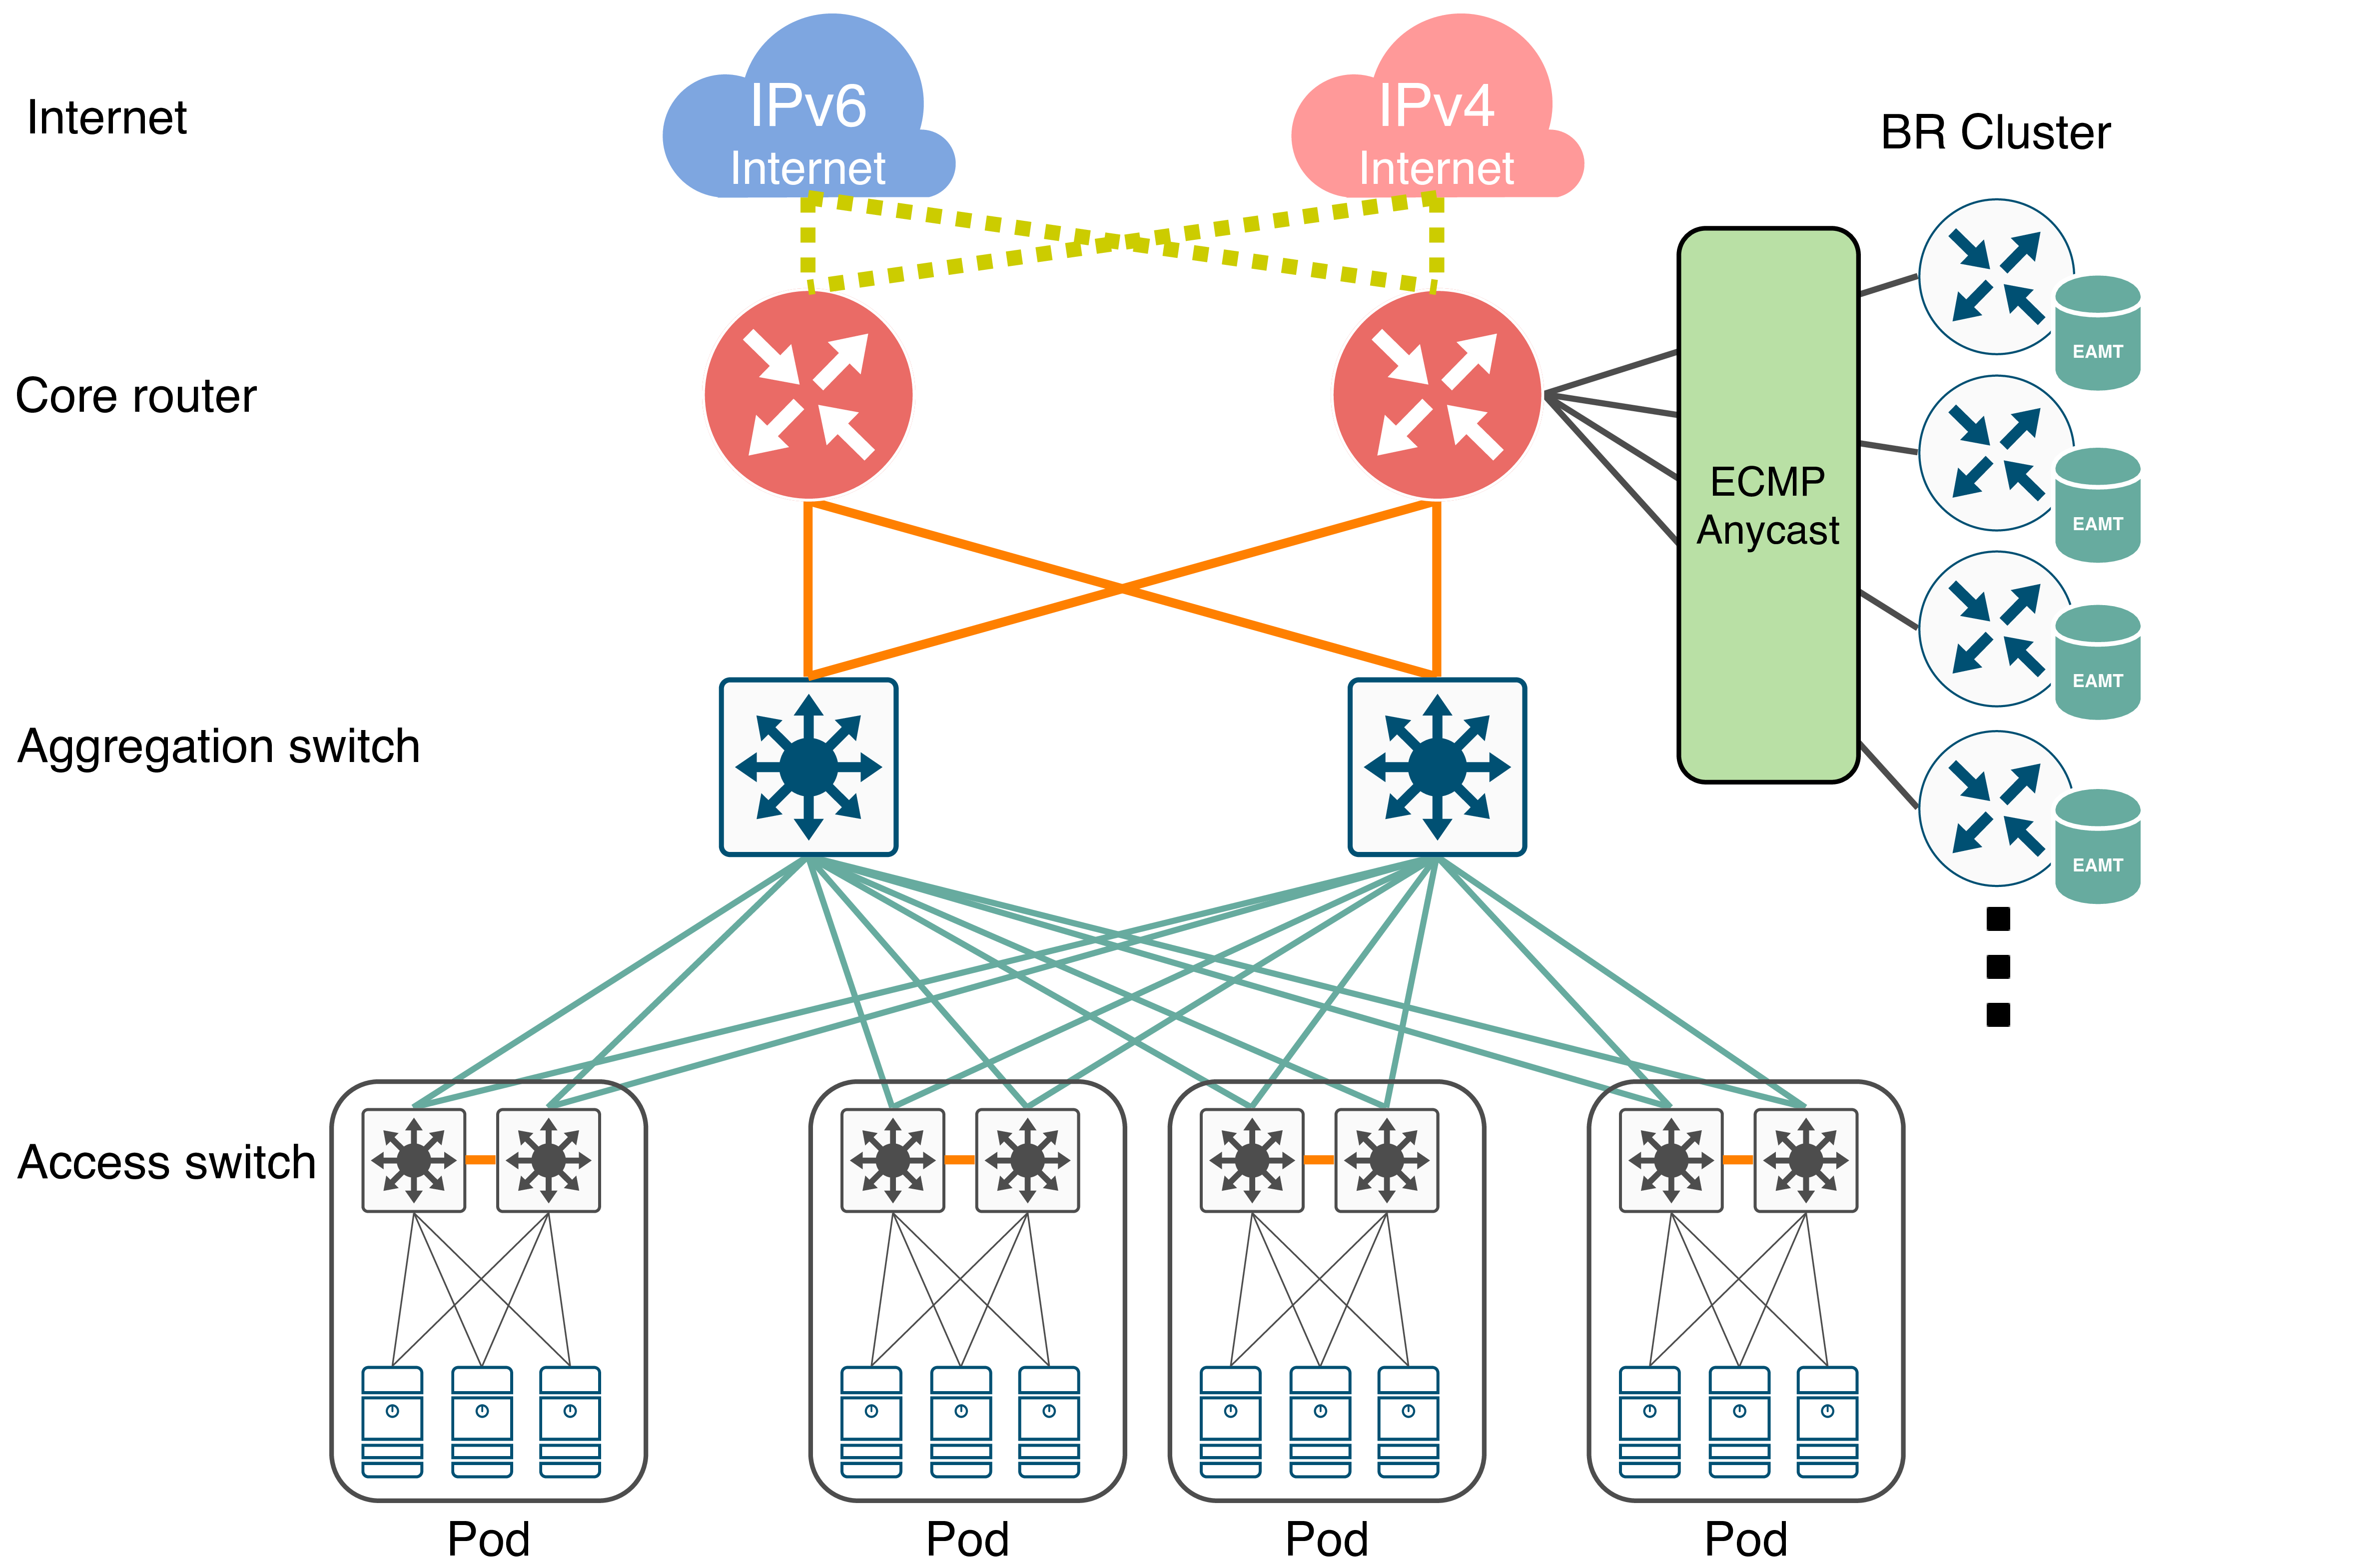 Internet
IPv6
Internet
IPv4
Internet
BR Cluster
Core router
ECMP
Anycast
EAMT
EAMT
EAMT
EAMT
Aggregation switch
Access switch
Pod
Pod
Pod
Pod